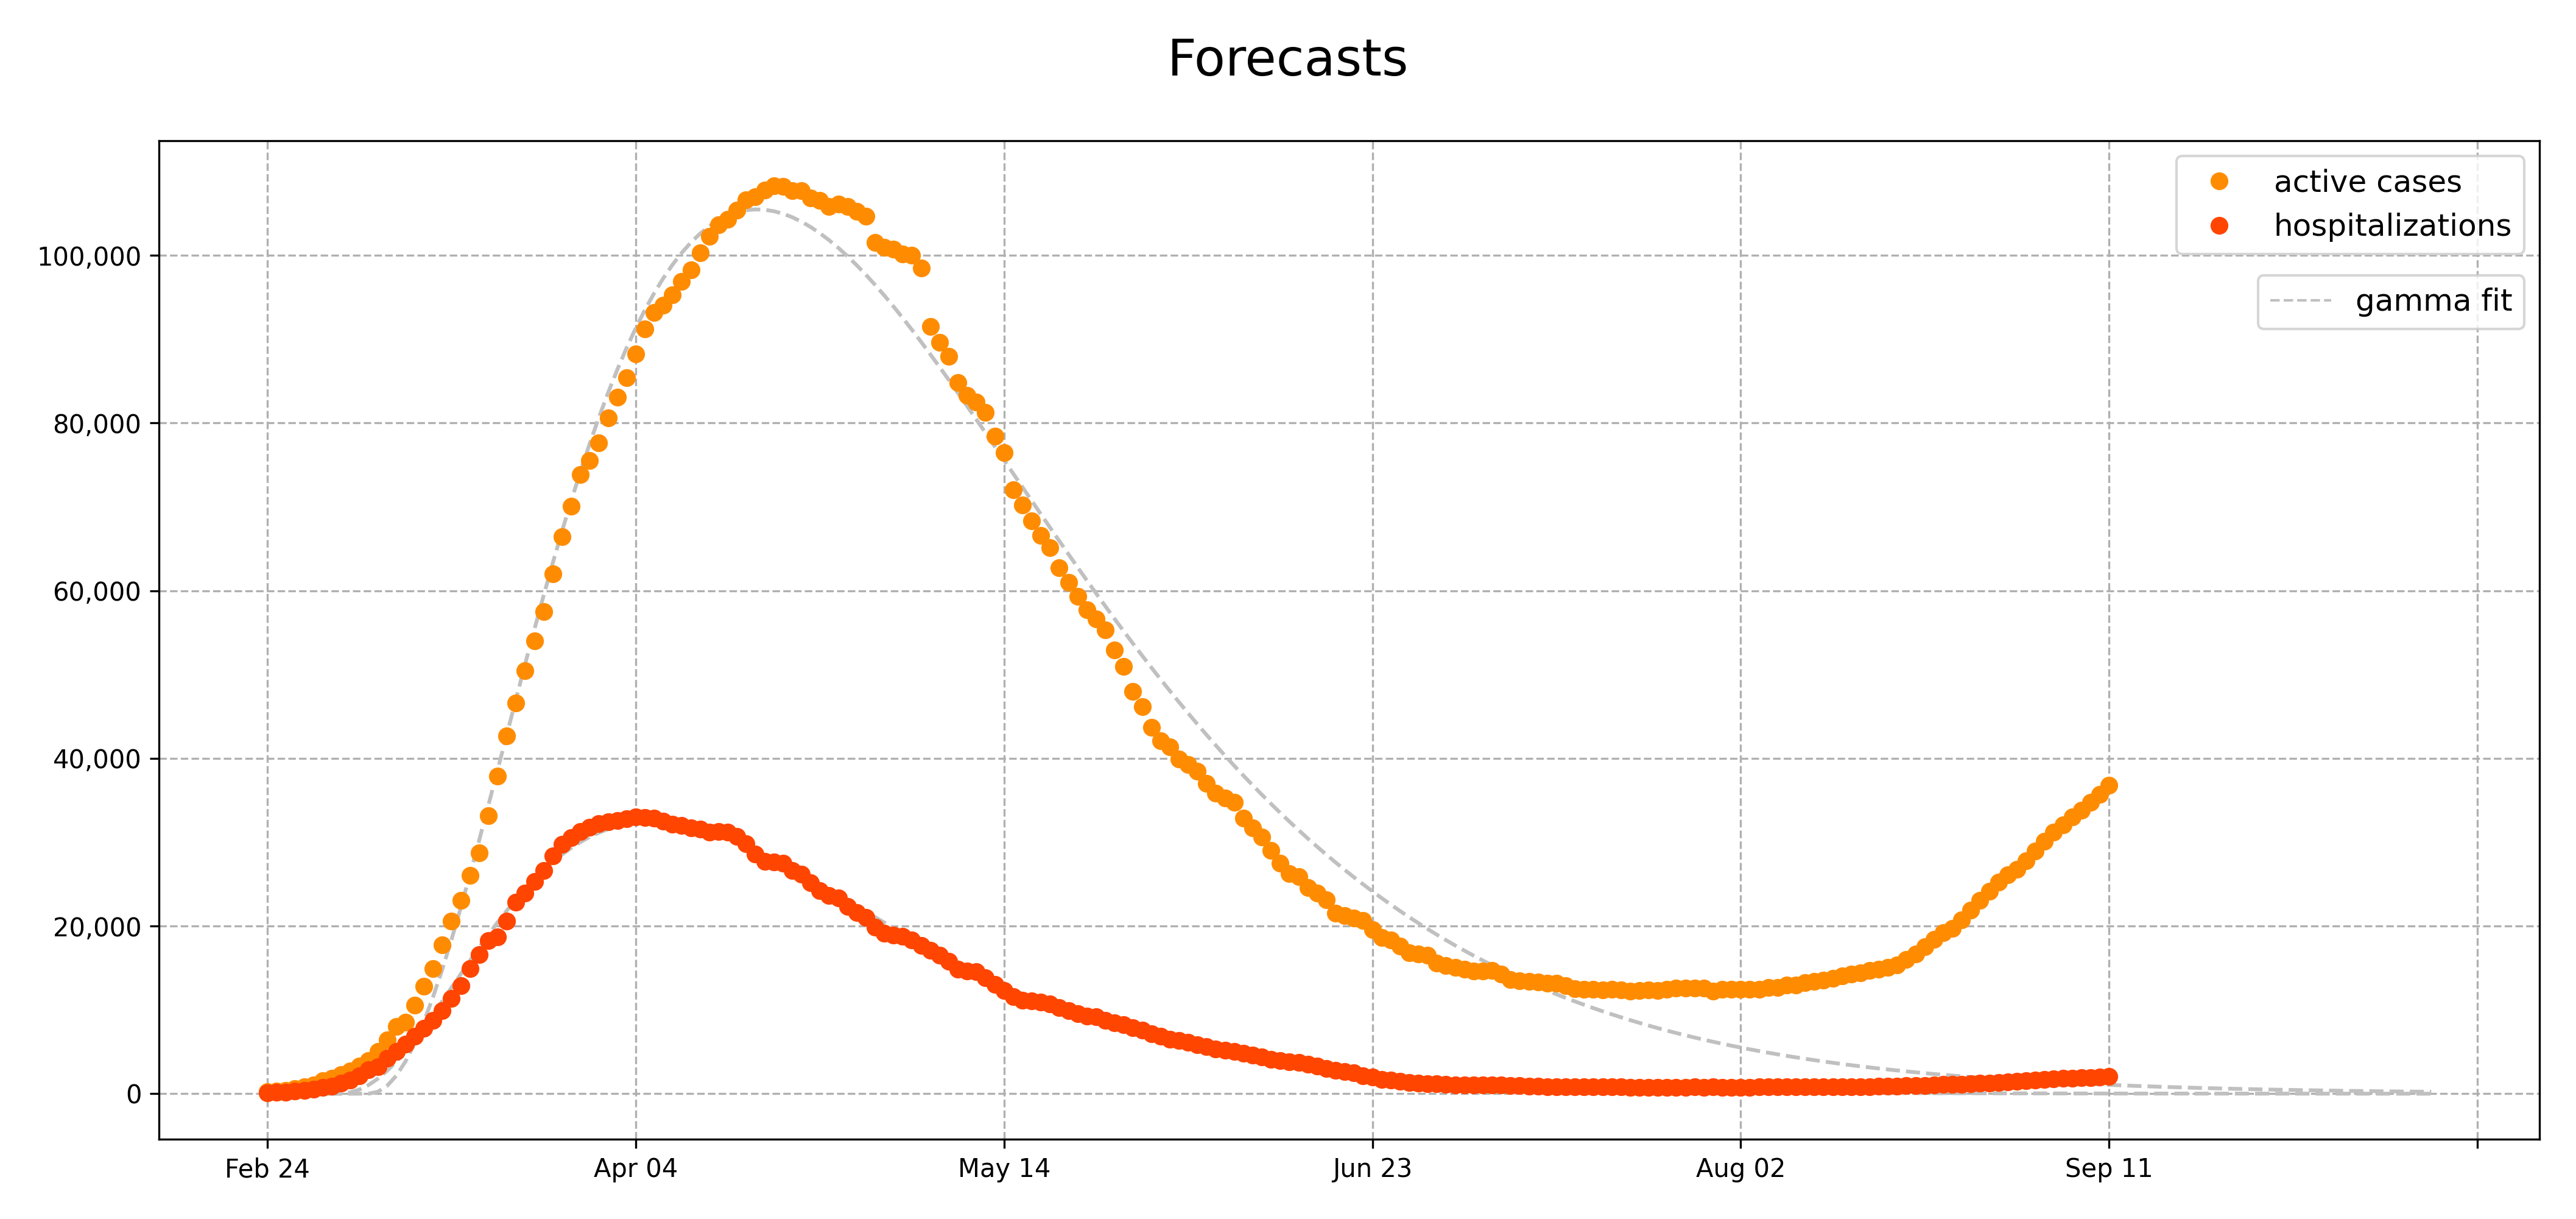 Forecasts
active cases
hospitalizations
gamma fit
100,000
80,000
60,000
40,000
20,000
0
Feb 24 Apr 04 May 14 Jun 23 Aug 02 Sep 11